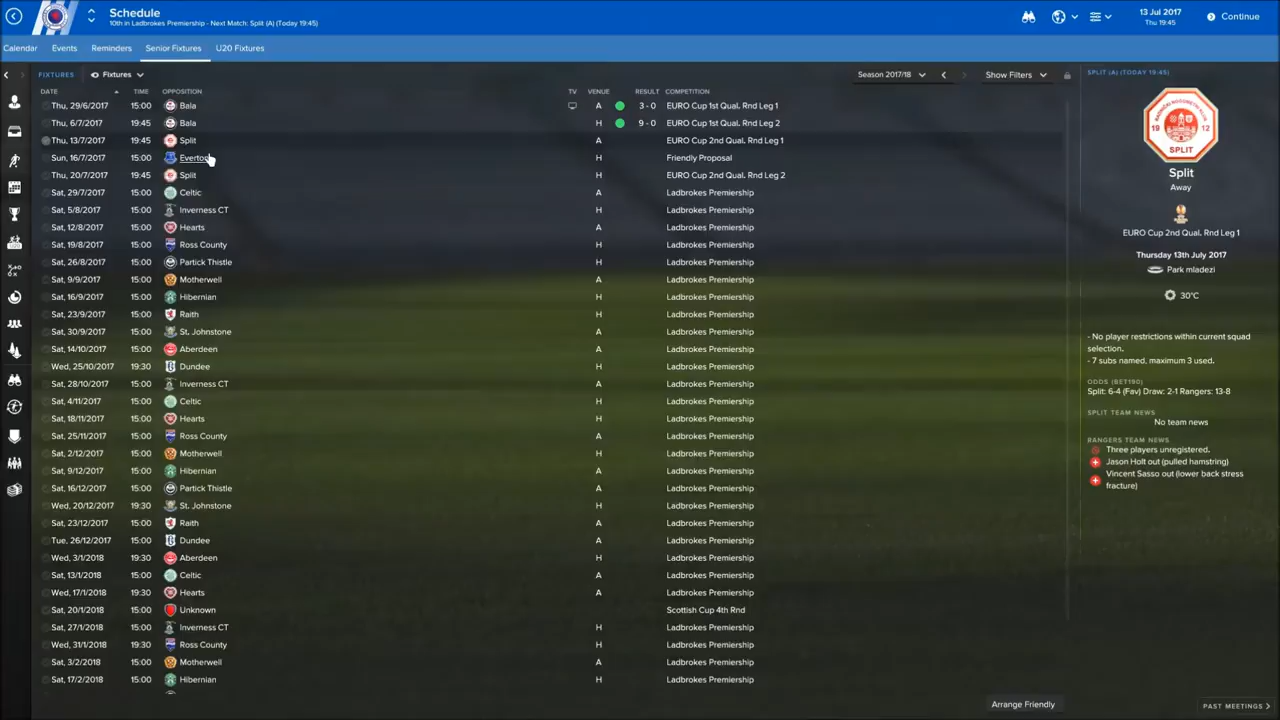 Schedule
10th in Ladbrokes Premiership - Next Match: Split (A) (Today 19:45)
13 Jul 2017
Thu 19:45
Continue
Calendar Events Reminders Senior Fixtures U20 Fixtures
FIXTURES Fixtures Season 2017/18 Show Filters
DATE TIME OPPOSITION TV VENUE RESULT COMPETITION
Thu, 29/6/2017 15:00 Bala A 3 - 0 EURO Cup 1st Qual. Rnd Leg 1
Thu, 6/7/2017 19:45 Bala H 9 - 0 EURO Cup 1st Qual. Rnd Leg 2
Thu, 13/7/2017 19:45 Split A EURO Cup 2nd Qual. Rnd Leg 1
Sun, 16/7/2017 15:00 Everton H Friendly Proposal
Thu, 20/7/2017 19:45 Split H EURO Cup 2nd Qual. Rnd Leg 2
Sat, 29/7/2017 15:00 Celtic A Ladbrokes Premiership
Sat, 5/8/2017 15:00 Inverness CT H Ladbrokes Premiership
Sat, 12/8/2017 15:00 Hearts A Ladbrokes Premiership
Sat, 19/8/2017 15:00 Ross County H Ladbrokes Premiership
Sat, 26/8/2017 15:00 Partick Thistle H Ladbrokes Premiership
Sat, 9/9/2017 15:00 Motherwell A Ladbrokes Premiership
Sat, 16/9/2017 15:00 Hibernian H Ladbrokes Premiership
Sat, 23/9/2017 15:00 Raith H Ladbrokes Premiership
Sat, 30/9/2017 15:00 St. Johnstone A Ladbrokes Premiership
Sat, 14/10/2017 15:00 Aberdeen A Ladbrokes Premiership
Wed, 25/10/2017 19:30 Dundee H Ladbrokes Premiership
Sat, 28/10/2017 15:00 Inverness CT A Ladbrokes Premiership
Sat, 4/11/2017 15:00 Celtic H Ladbrokes Premiership
Sat, 18/11/2017 15:00 Hearts H Ladbrokes Premiership
Sat, 25/11/2017 15:00 Ross County A Ladbrokes Premiership
Sat, 2/12/2017 15:00 Motherwell H Ladbrokes Premiership
Sat, 9/12/2017 15:00 Hibernian A Ladbrokes Premiership
Sat, 16/12/2017 15:00 Partick Thistle A Ladbrokes Premiership
Wed, 20/12/2017 19:30 St. Johnstone H Ladbrokes Premiership
Sat, 23/12/2017 15:00 Raith A Ladbrokes Premiership
Tue, 26/12/2017 15:00 Dundee A Ladbrokes Premiership
Wed, 3/1/2018 19:30 Aberdeen H Ladbrokes Premiership
Sat, 13/1/2018 15:00 Celtic A Ladbrokes Premiership
Wed, 17/1/2018 19:30 Hearts A Ladbrokes Premiership
Sat, 20/1/2018 15:00 Unknown Scottish Cup 4th Rnd
Sat, 27/1/2018 15:00 Inverness CT H Ladbrokes Premiership
Wed, 31/1/2018 19:30 Ross County H Ladbrokes Premiership
Sat, 3/2/2018 15:00 Motherwell A Ladbrokes Premiership
Sat, 17/2/2018 15:00 Hibernian H Ladbrokes Premiership
Arrange Friendly
SPLIT (A) (TODAY 19:45)
19 12
SPLIT
Split
Away
EURO Cup 2nd Qual. Rnd Leg 1
Thursday 13th July 2017
Park mladezi
30°C
- No player restrictions within current squad
selection.
- 7 subs named, maximum 3 used.
ODDS (BET190)
Split: 6-4 (Fav) Draw: 2-1 Rangers: 13-8
SPLIT TEAM NEWS
No team news
RANGERS TEAM NEWS
Three players unregistered.
Jason Holt out (pulled hamstring)
Vincent Sasso out (lower back stress
fracture)
PAST MEETINGS